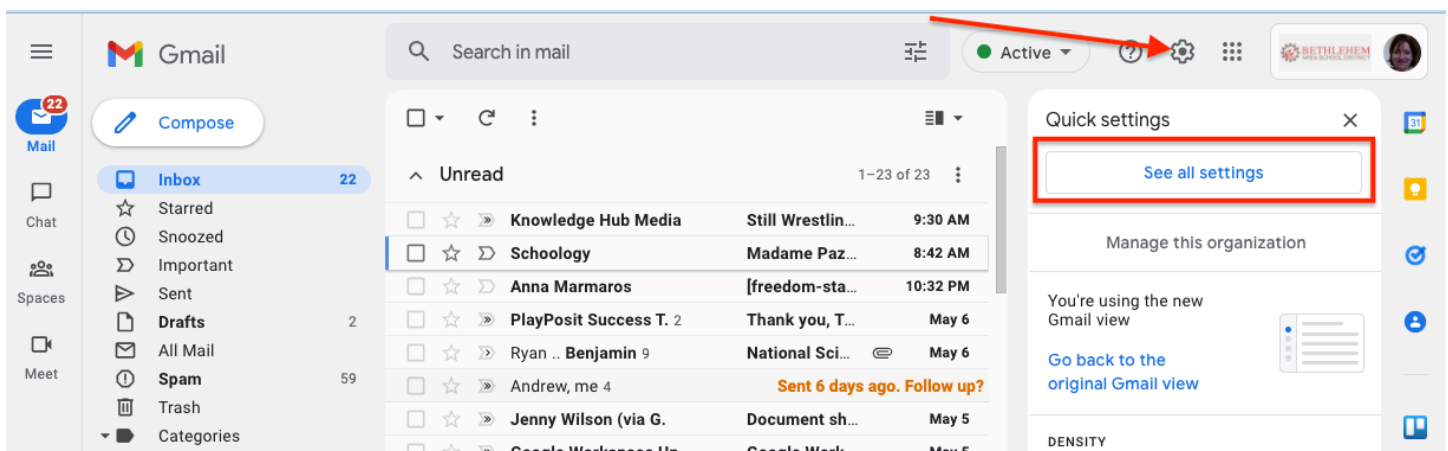 Gmail
Search in mail
Active
BETHLEHEM
AREA SCHOOL DISTRICT
22
Mail
Chat
Spaces
Meet
Compose
Inbox 22
Starred
Snoozed
Important
Sent
Drafts 2
All Mail
Spam 59
Trash
Categories
Unread 1–23 of 23
Knowledge Hub Media Still Wrestlin... 9:30 AM
Schoology Madame Paz... 8:42 AM
Anna Marmaros [freedom-sta... 10:32 PM
PlayPosit Success T. 2 Thank you, T... May 6
Ryan .. Benjamin 9 National Sci... May 6
Andrew, me 4 Sent 6 days ago. Follow up?
Jenny Wilson (via G. Document sh... May 5
Quick settings
See all settings
Manage this organization
You're using the new
Gmail view
Go back to the
original Gmail view
DENSITY
31